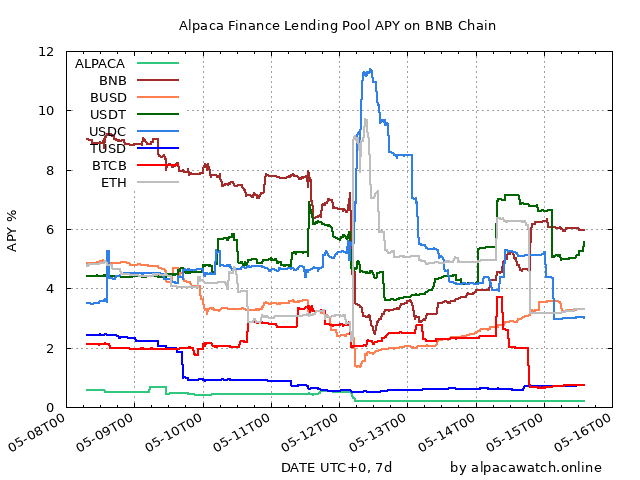 Alpaca Finance Lending Pool APY on BNB Chain
12
10
8
6
4
2
0
APY %
ALPACA
BNB
BUSD
USDT
USDC
TUSD
BTCB
ETH
05-08T00
05-09T00
05-10T00
05-11T00
05-12T00
05-13T00
05-14T00
05-15T00
05-16T00
DATE UTC+0, 7d
by alpacawatch.online